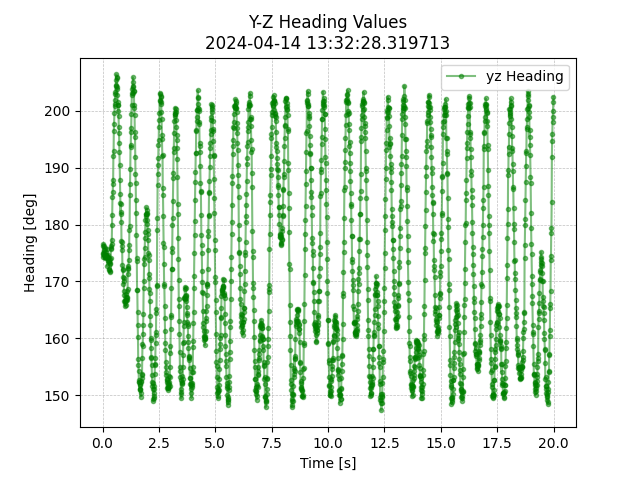 Y-Z Heading Values
2024-04-14 13:32:28.319713
yz Heading
Heading [deg]
200
190
180
170
160
150
0.0 2.5 5.0 7.5 10.0 12.5 15.0 17.5 20.0
Time [s]